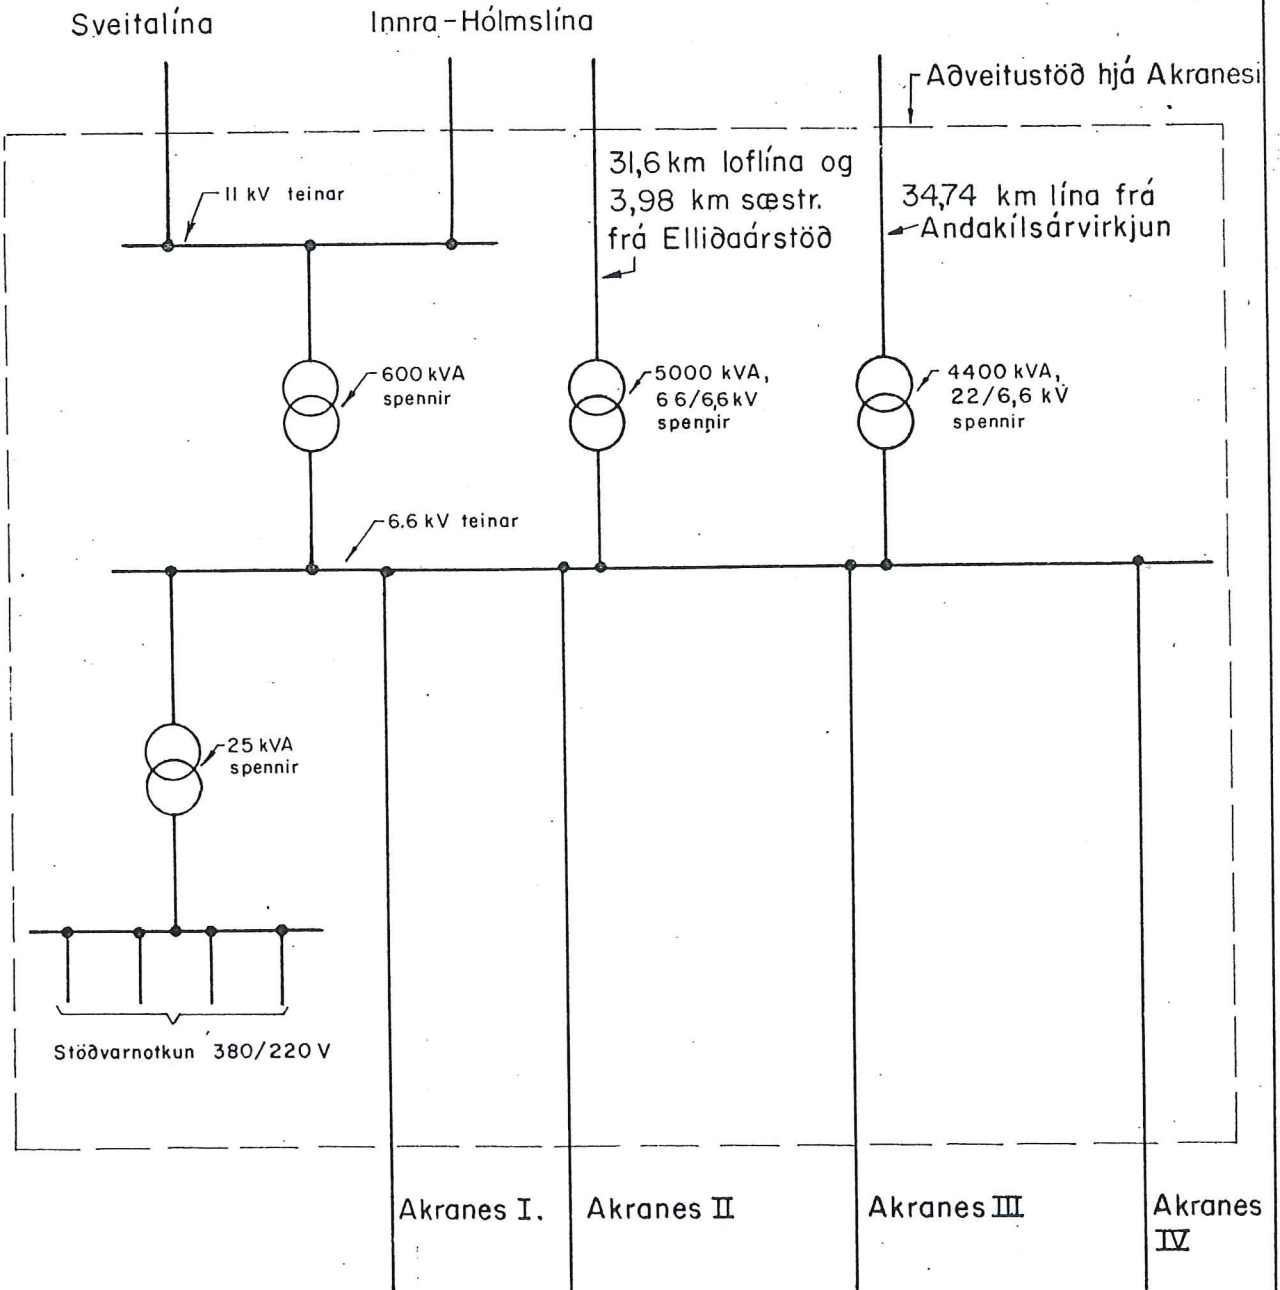 Sveitalína
Innra-Hólmslína
Aðveitustöð hjá Akranesi
31,6 km loflína og
3,98 km sæstr.
frá Elliðaárstöð
34,74 km lína frá
Andakílsárvirkjun
11 kV teinar
600 kVA
spennir
5000 kVA,
66/6,6 kV
spennir
4400 kVA,
22/6,6 kV
spennir
6.6 kV teinar
25 kVA
spennir
Stöðvarnotkun 380/220 V
Akranes I.
Akranes II
Akranes III
Akranes
IV